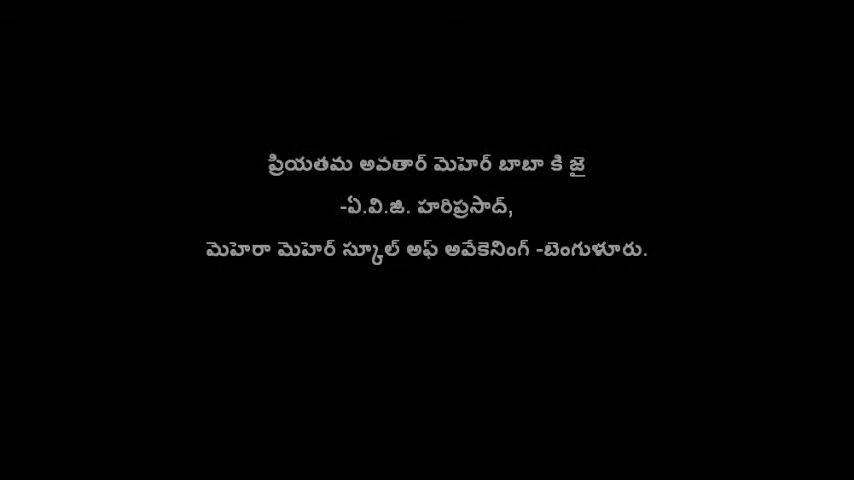 ప్రియతమ అవతార్ మెహెర్ బాబా కి జై
-ఏ.వి.ఙి. హరిప్రసాద్,
మెహెరా మెహెర్ స్కూల్ అఫ్ అవేకెనింగ్ -బెంగుళూరు.